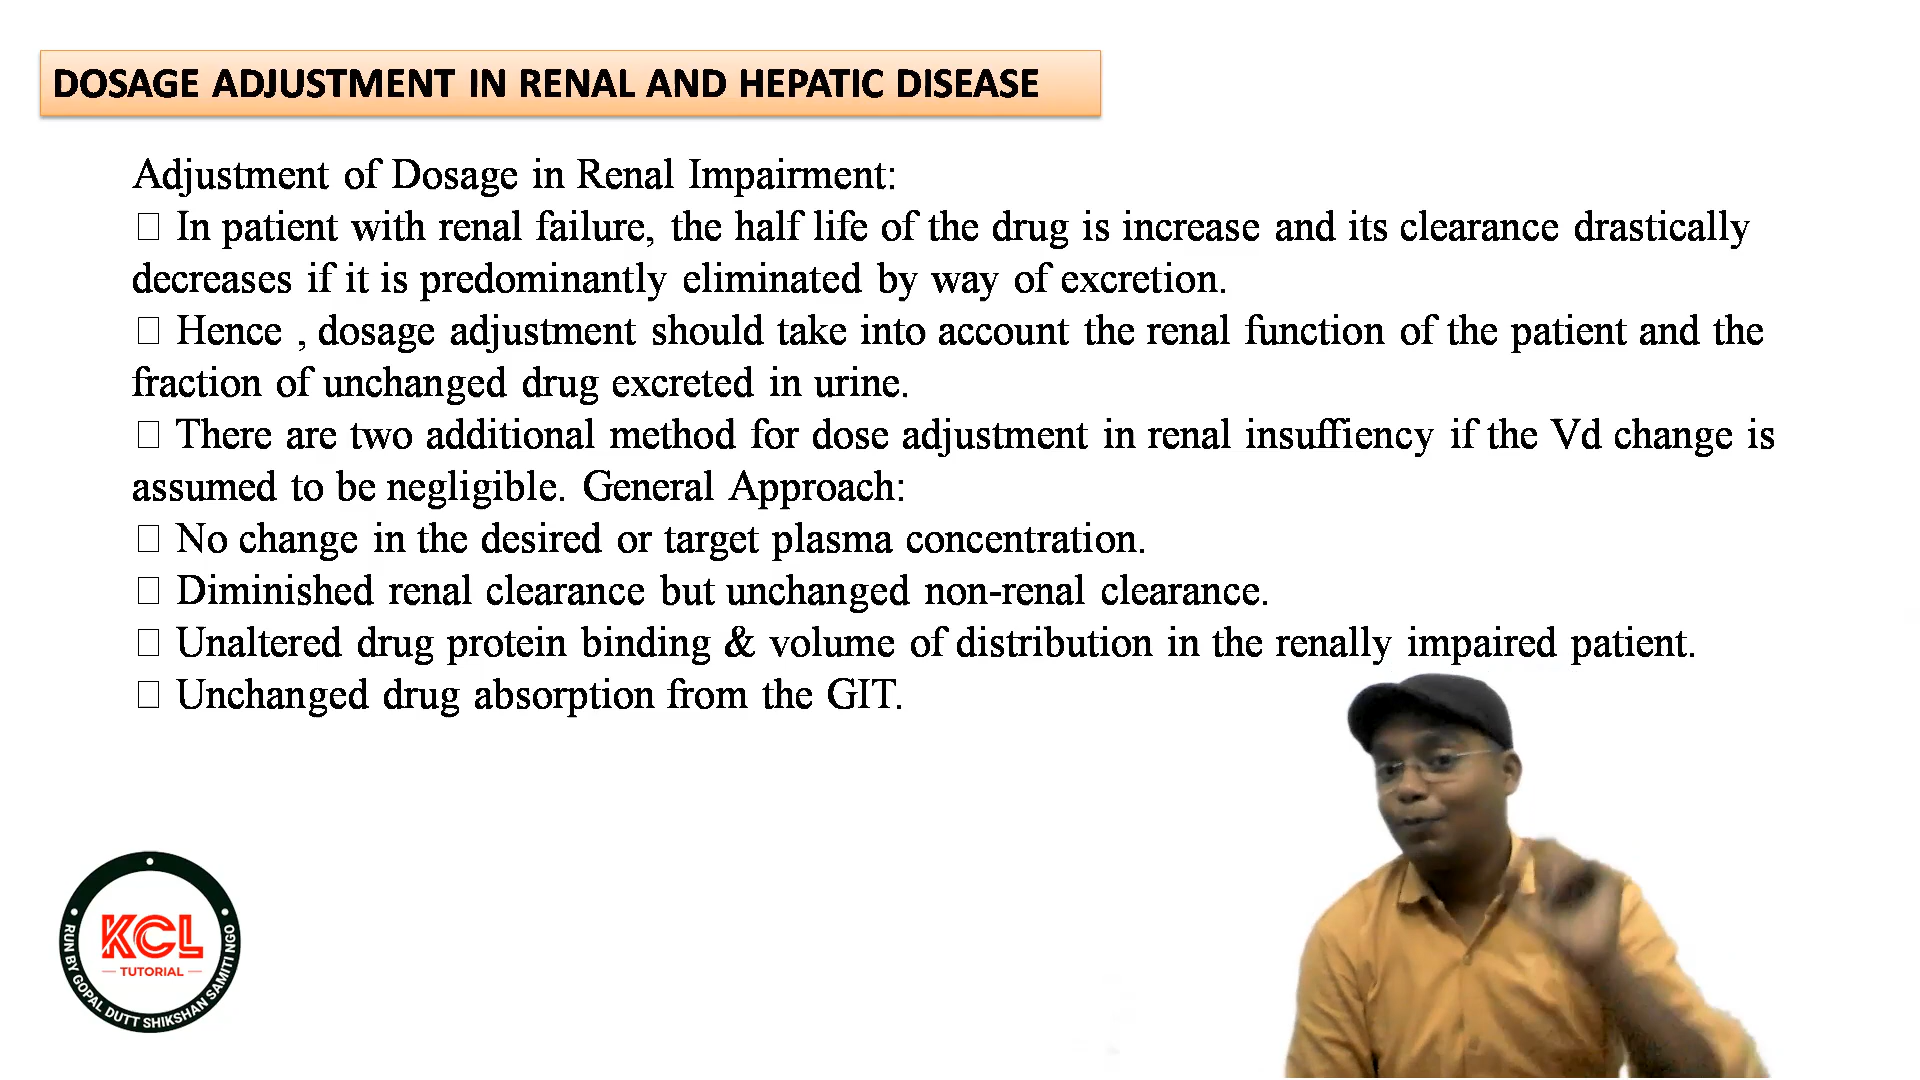 DOSAGE ADJUSTMENT IN RENAL AND HEPATIC DISEASE
Adjustment of Dosage in Renal Impairment:
□ In patient with renal failure, the half life of the drug is increase and its clearance drastically
decreases if it is predominantly eliminated by way of excretion.
□ Hence , dosage adjustment should take into account the renal function of the patient and the
fraction of unchanged drug excreted in urine.
□ There are two additional method for dose adjustment in renal insuffiency if the Vd change is
assumed to be negligible. General Approach:
□ No change in the desired or target plasma concentration.
□ Diminished renal clearance but unchanged non-renal clearance.
□ Unaltered drug protein binding & volume of distribution in the renally impaired patient.
□ Unchanged drug absorption from the GIT.
KCL
TUTORIAL
RUN BY GOPAL DUTT SHIKSHAN SAMITI NGO